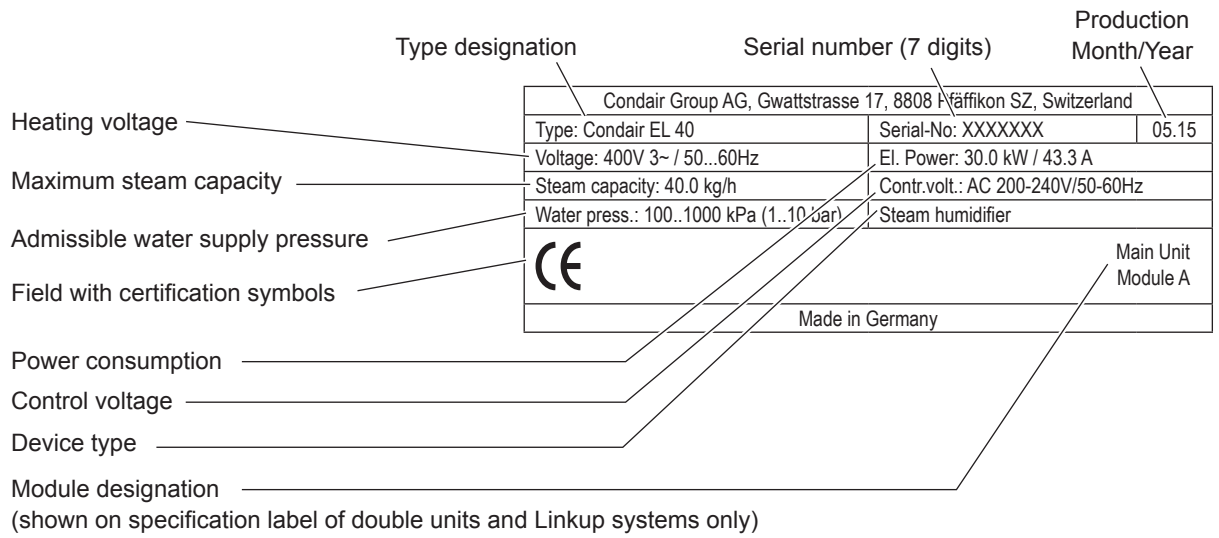 Production
Month/Year
Type designation
Serial number (7 digits)
Condair Group AG, Gwattstrasse 17, 8808 Pfäffikon SZ, Switzerland
Heating voltage
Type: Condair EL 40
Serial-No: XXXXXXX
05.15
Voltage: 400V 3~ / 50...60Hz
El. Power: 30.0 kW / 43.3 A
Maximum steam capacity
Steam capacity: 40.0 kg/h
Contr.volt.: AC 200-240V/50-60Hz
Admissible water supply pressure
Water press.: 100..1000 kPa (1..10 bar)
Steam humidifier
Field with certification symbols
CE
Main Unit
Module A
Made in Germany
Power consumption
Control voltage
Device type
Module designation
(shown on specification label of double units and Linkup systems only)